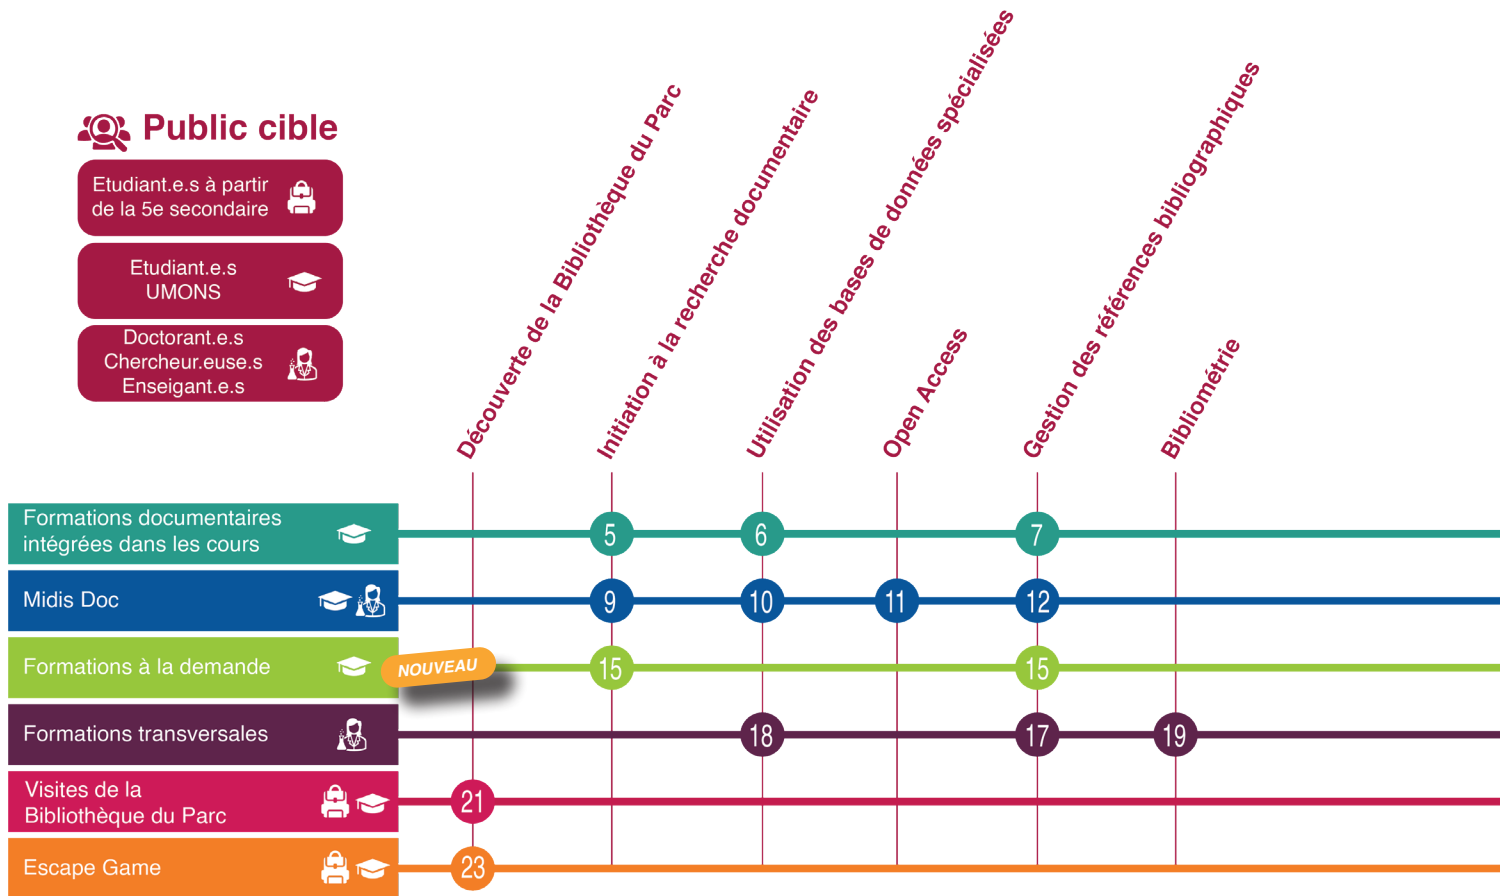 Public cible
Etudiant.e.s à partir
de la 5e secondaire
Etudiant.e.s
UMONS
Doctorant.e.s
Chercheur.euse.s
Enseigant.e.s
Découverte de la Bibliothèque du Parc
Initiation à la recherche documentaire
Utilisation des bases de données spécialisées
Open Access
Gestion des références bibliographiques
Bibliométrie
Formations documentaires
intégrées dans les cours
5 6 7
Midis Doc
9 10 11 12
Formations à la demande
NOUVEAU
15 15
Formations transversales
18 17 19
Visites de la
Bibliothèque du Parc
21
Escape Game
23